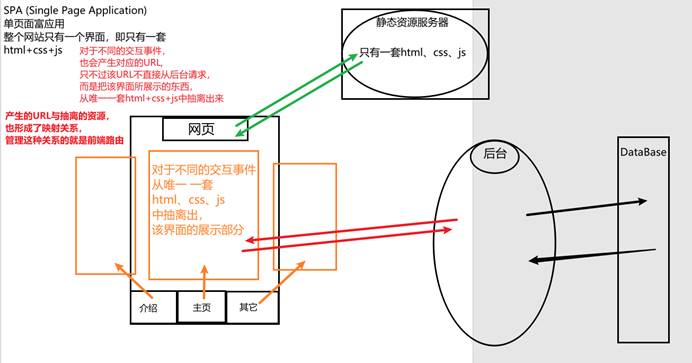 SPA (Single Page Application)
单页面富应用
整个网站只有一个界面，即只有一套
html+css+js
对于不同的交互事件，
也会产生对应的URL,
只不过该URL不直接从后台请求，
而是把该界面所展示的东西，
从唯一一套html+css+js中抽离出来
产生的URL与抽离的资源，
也形成了映射关系，
管理这种关系的就是前端路由
静态资源服务器
只有一套html、css、js
网页
对于不同的交互事件
从唯一 一套
html、css、js
中抽离出，
该界面的展示部分
介绍
主页
其它
后台
DataBase